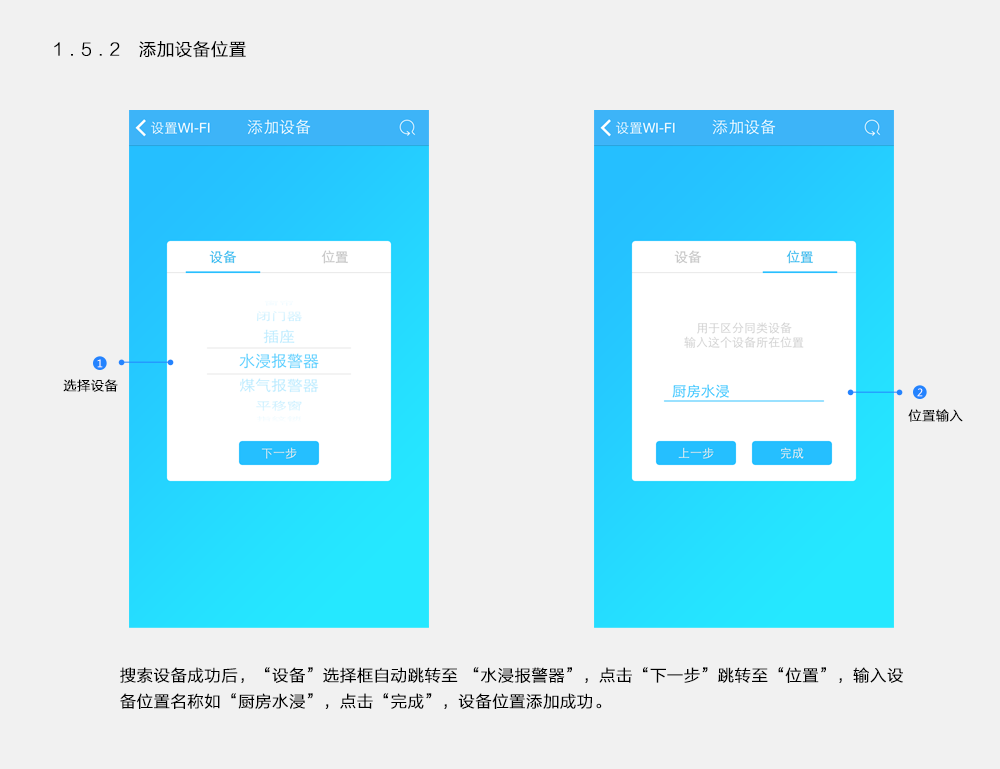 1.5.2 添加设备位置
设置WI-FI 添加设备
设备 位置
闭门器
插座
水浸报警器
煤气报警器
平移窗
下一步
1
选择设备
设置WI-FI 添加设备
设备 位置
用于区分同类设备
输入这个设备所在位置
厨房水浸
上一步 完成
2
位置输入
搜索设备成功后，“设备”选择框自动跳转至 “水浸报警器”，点击“下一步”跳转至“位置”，输入设
备位置名称如“厨房水浸”，点击“完成”，设备位置添加成功。